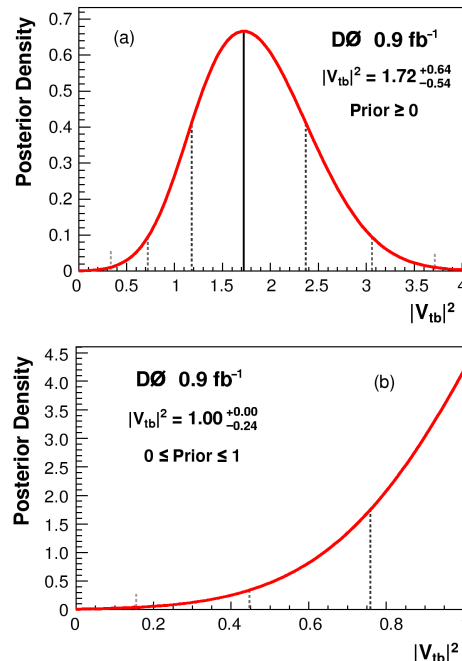 0.7
(a)
DØ 0.9 fb⁻¹
|V_tb|² = 1.72 +0.64 −0.54
Prior ≥ 0
0.6
0.5
0.4
0.3
0.2
0.1
0
Posterior Density
0 0.5 1 1.5 2 2.5 3 3.5 4
|V_tb|²
4.5
DØ 0.9 fb⁻¹
(b)
|V_tb|² = 1.00 +0.00 −0.24
0 ≤ Prior ≤ 1
4.0
3.5
3.0
2.5
2.0
1.5
1.0
0.5
0
Posterior Density
0 0.2 0.4 0.6 0.8
|V_tb|²